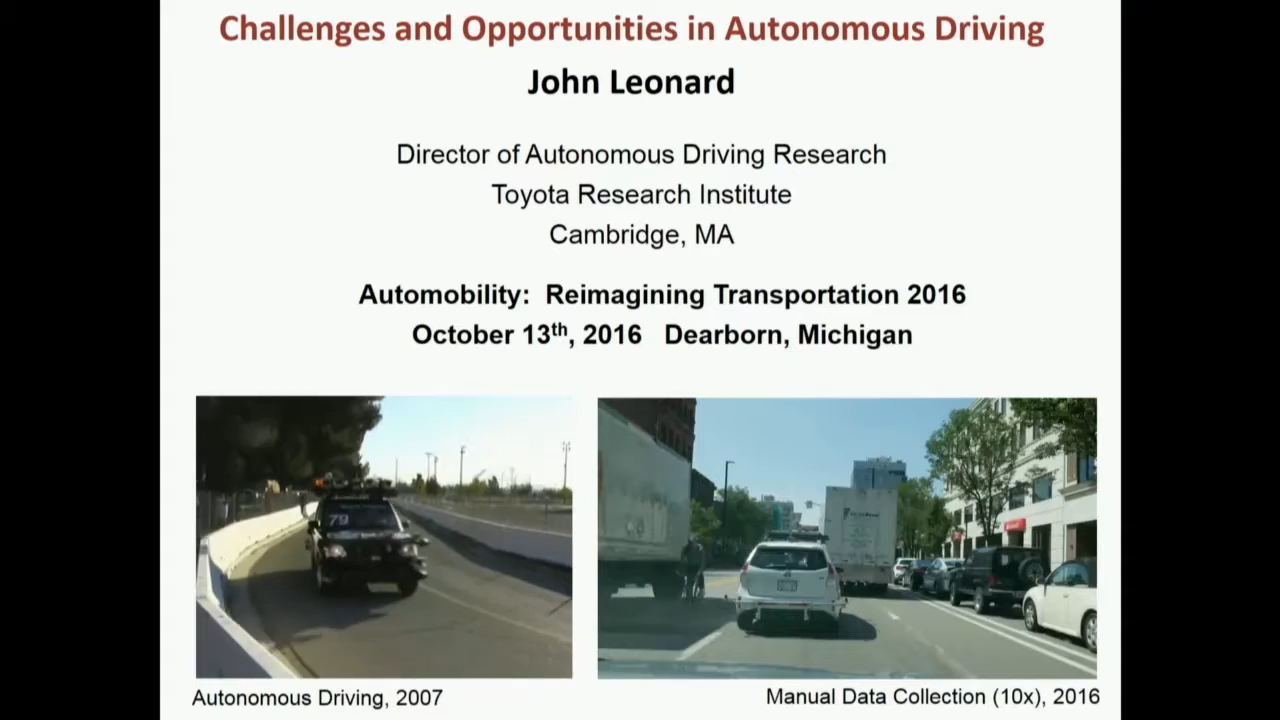 Challenges and Opportunities in Autonomous Driving
John Leonard
Director of Autonomous Driving Research
Toyota Research Institute
Cambridge, MA
Automobility: Reimagining Transportation 2016
October 13th, 2016 Dearborn, Michigan
79
Autonomous Driving, 2007
Manual Data Collection (10x), 2016